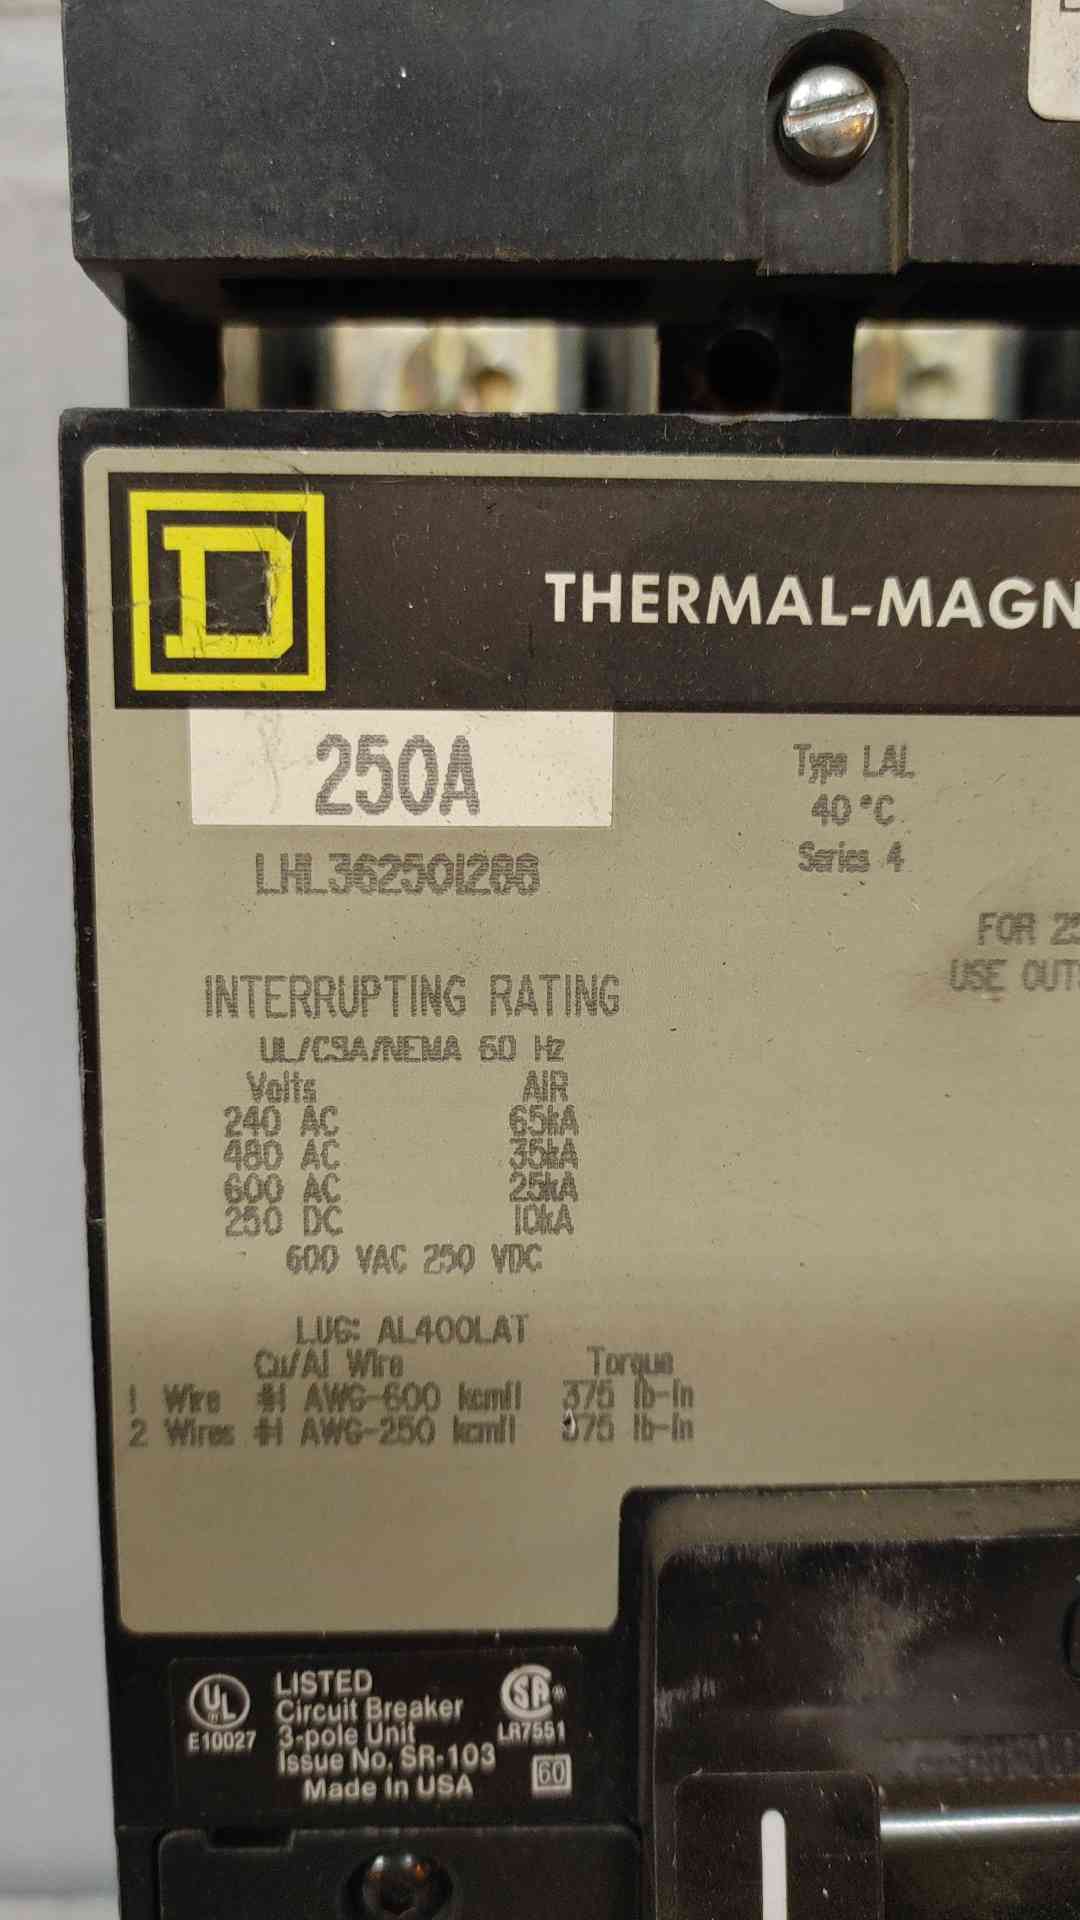 D
THERMAL-MAGN
250A
Type LAL
40°C
Series 4
LHL362501288
FOR 25
USE OUT
INTERRUPTING RATING
UL/CSA/NEMA 60 Hz
Volts AIR
240 AC 65kA
480 AC 35kA
600 AC 25kA
250 DC 10kA
600 VAC 250 VDC
LUG: AL400LAT
Cu/Al Wire Torque
1 Wire #1 AWG-600 kcmil 375 lb-in
2 Wires #1 AWG-250 kcmil 375 lb-in
UL
E10027
LISTED
Circuit Breaker
3-pole Unit
Issue No. SR-103
Made In USA
SA
LR7551
60